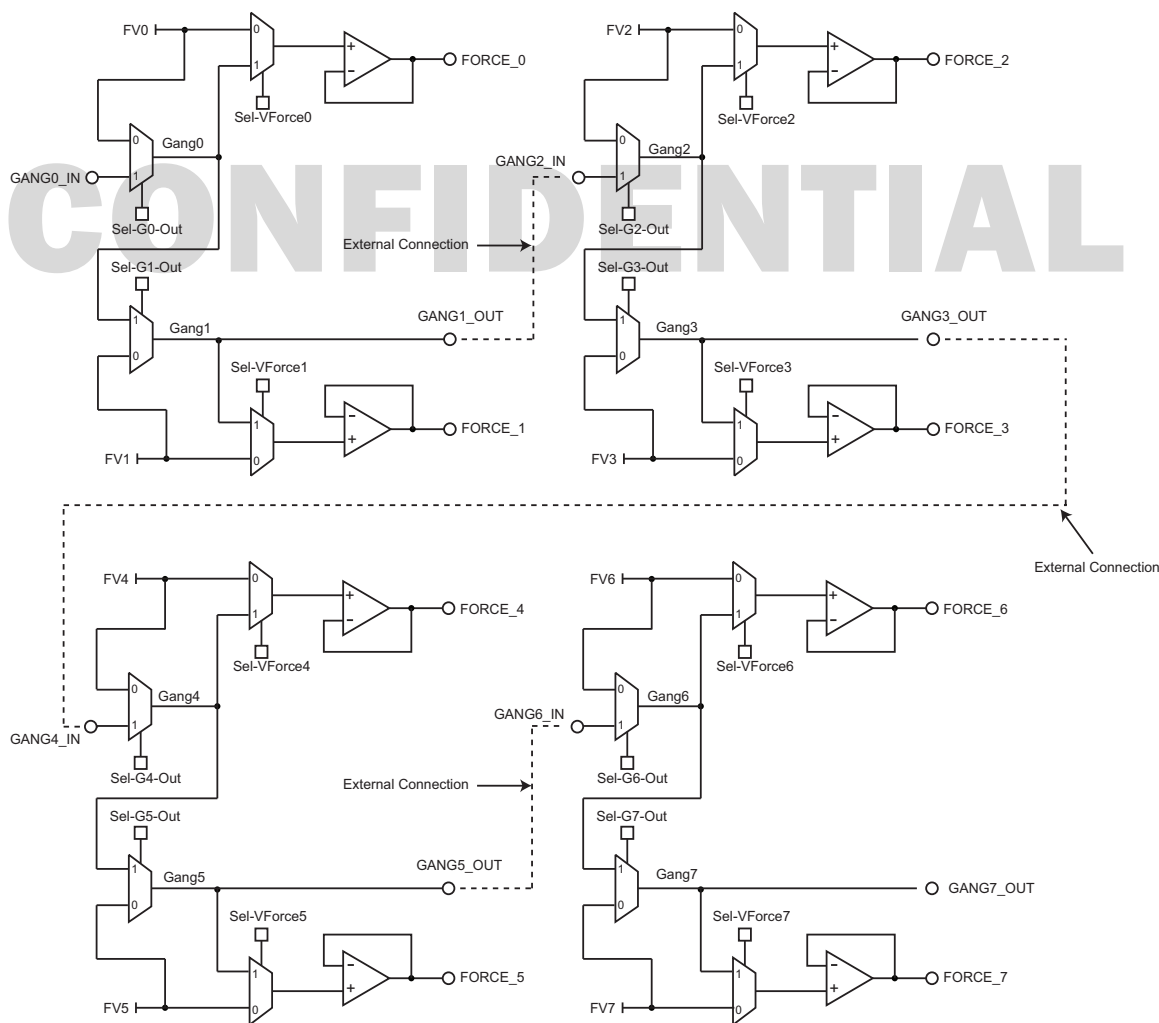 FV0
0
1
+
−
FORCE_0
Sel-VForce0
0
1
Gang0
GANG0_IN
Sel-G0-Out
Sel-G1-Out
1
0
Gang1
GANG1_OUT
Sel-VForce1
1
0
−
+
FORCE_1
FV1
External Connection
FV2
0
1
+
−
FORCE_2
Sel-VForce2
0
1
Gang2
GANG2_IN
Sel-G2-Out
Sel-G3-Out
1
0
Gang3
GANG3_OUT
Sel-VForce3
1
0
−
+
FORCE_3
FV3
External Connection
CONFIDENTIAL
FV4
0
1
+
−
FORCE_4
Sel-VForce4
0
1
Gang4
GANG4_IN
Sel-G4-Out
Sel-G5-Out
1
0
Gang5
GANG5_OUT
Sel-VForce5
1
0
−
+
FORCE_5
FV5
External Connection
FV6
0
1
+
−
FORCE_6
Sel-VForce6
0
1
Gang6
GANG6_IN
Sel-G6-Out
Sel-G7-Out
1
0
Gang7
GANG7_OUT
Sel-VForce7
1
0
−
+
FORCE_7
FV7